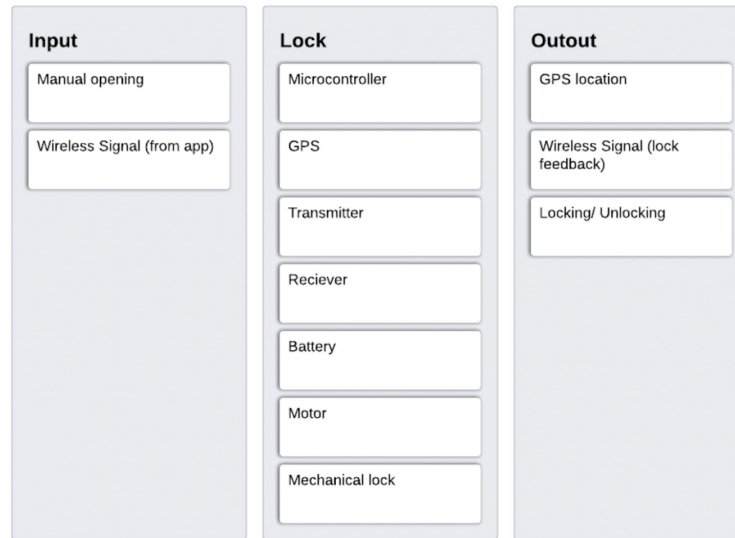 Input
Manual opening
Wireless Signal (from app)
Lock
Microcontroller
GPS
Transmitter
Reciever
Battery
Motor
Mechanical lock
Outout
GPS location
Wireless Signal (lock
feedback)
Locking/ Unlocking